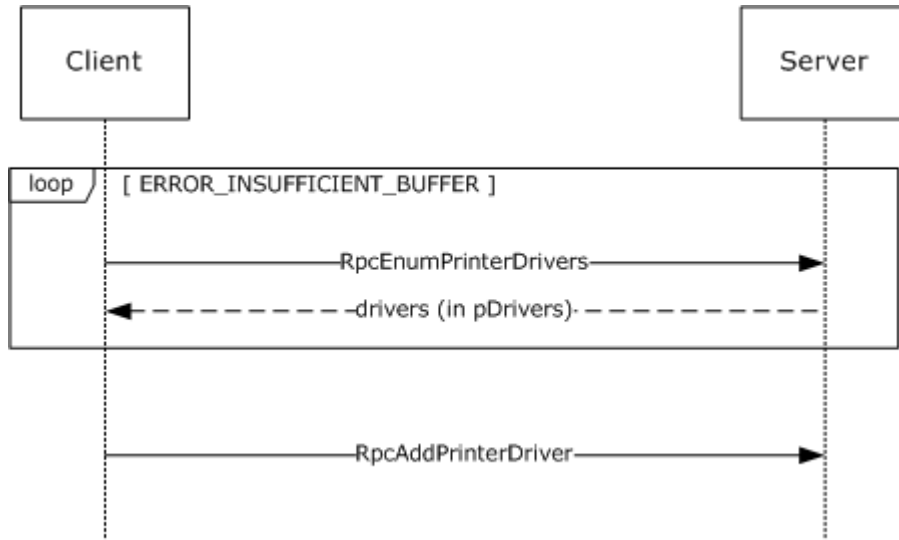 Client
Server
loop
[ ERROR_INSUFFICIENT_BUFFER ]
RpcEnumPrinterDrivers
drivers (in pDrivers)
RpcAddPrinterDriver